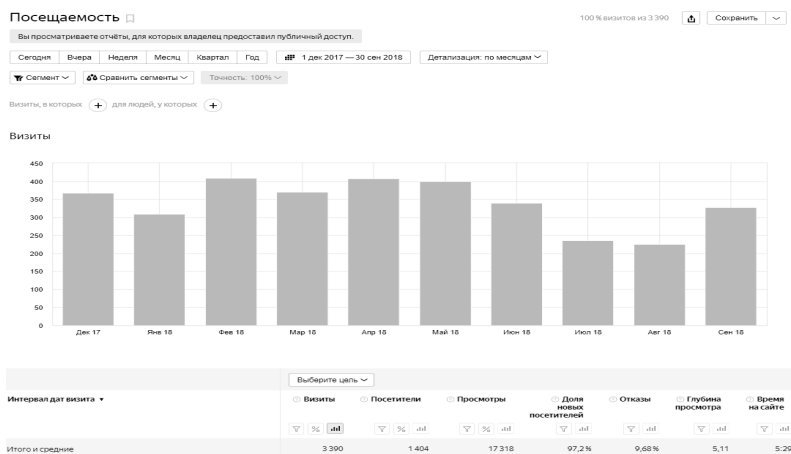 Посещаемость
100 % визитов из 3 390
Сохранить
Вы просматриваете отчёты, для которых владелец предоставил публичный доступ.
Сегодня Вчера Неделя Месяц Квартал Год 1 дек 2017 — 30 сен 2018 Детализация: по месяцам
Сегмент Сравнить сегменты Точность: 100%
Визиты, в которых + для людей, у которых +
Визиты
450
400
350
300
250
200
150
100
50
0
Дек 17 Янв 18 Фев 18 Мар 18 Апр 18 Май 18 Июн 18 Июл 18 Авг 18 Сен 18
Выберите цель
Интервал дат визита Визиты Посетители Просмотры Доля новых посетителей Отказы Глубина просмотра Время на сайте
% % %
Итого и средние 3 390 1 404 17 318 97,2 % 9,68 % 5,11 5:29